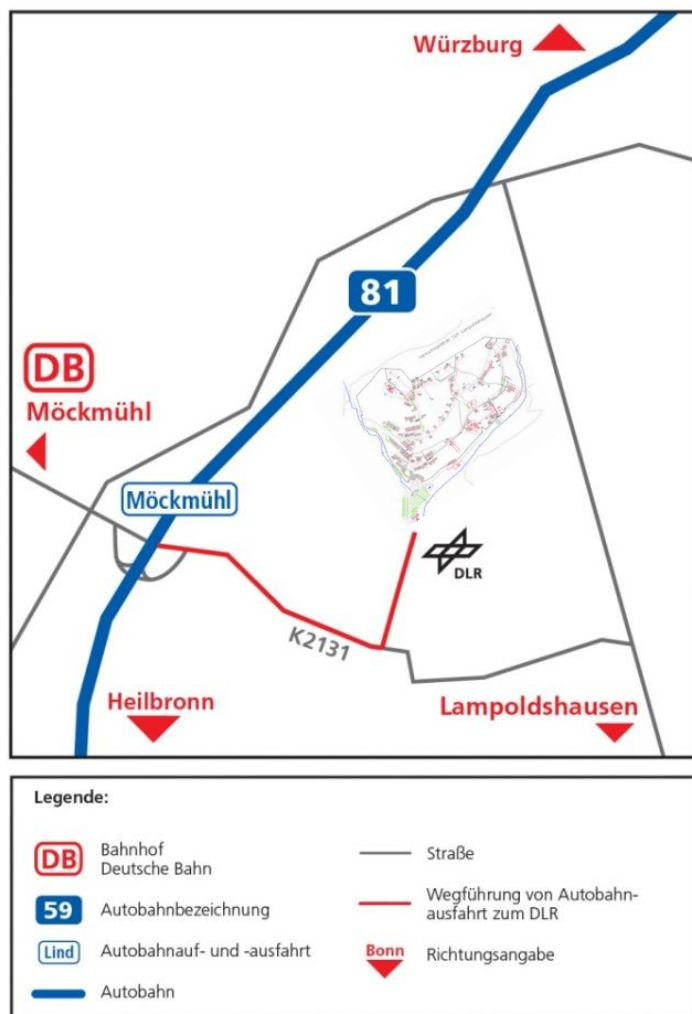 Würzburg
81
DB
Möckmühl
Möckmühl
DLR
K2131
Heilbronn
Lampoldshausen
Legende:
DB
Bahnhof
Deutsche Bahn
59
Autobahnbezeichnung
Lind
Autobahnauf- und -ausfahrt
Autobahn
Straße
Wegführung von Autobahn-
ausfahrt zum DLR
Bonn
Richtungsangabe